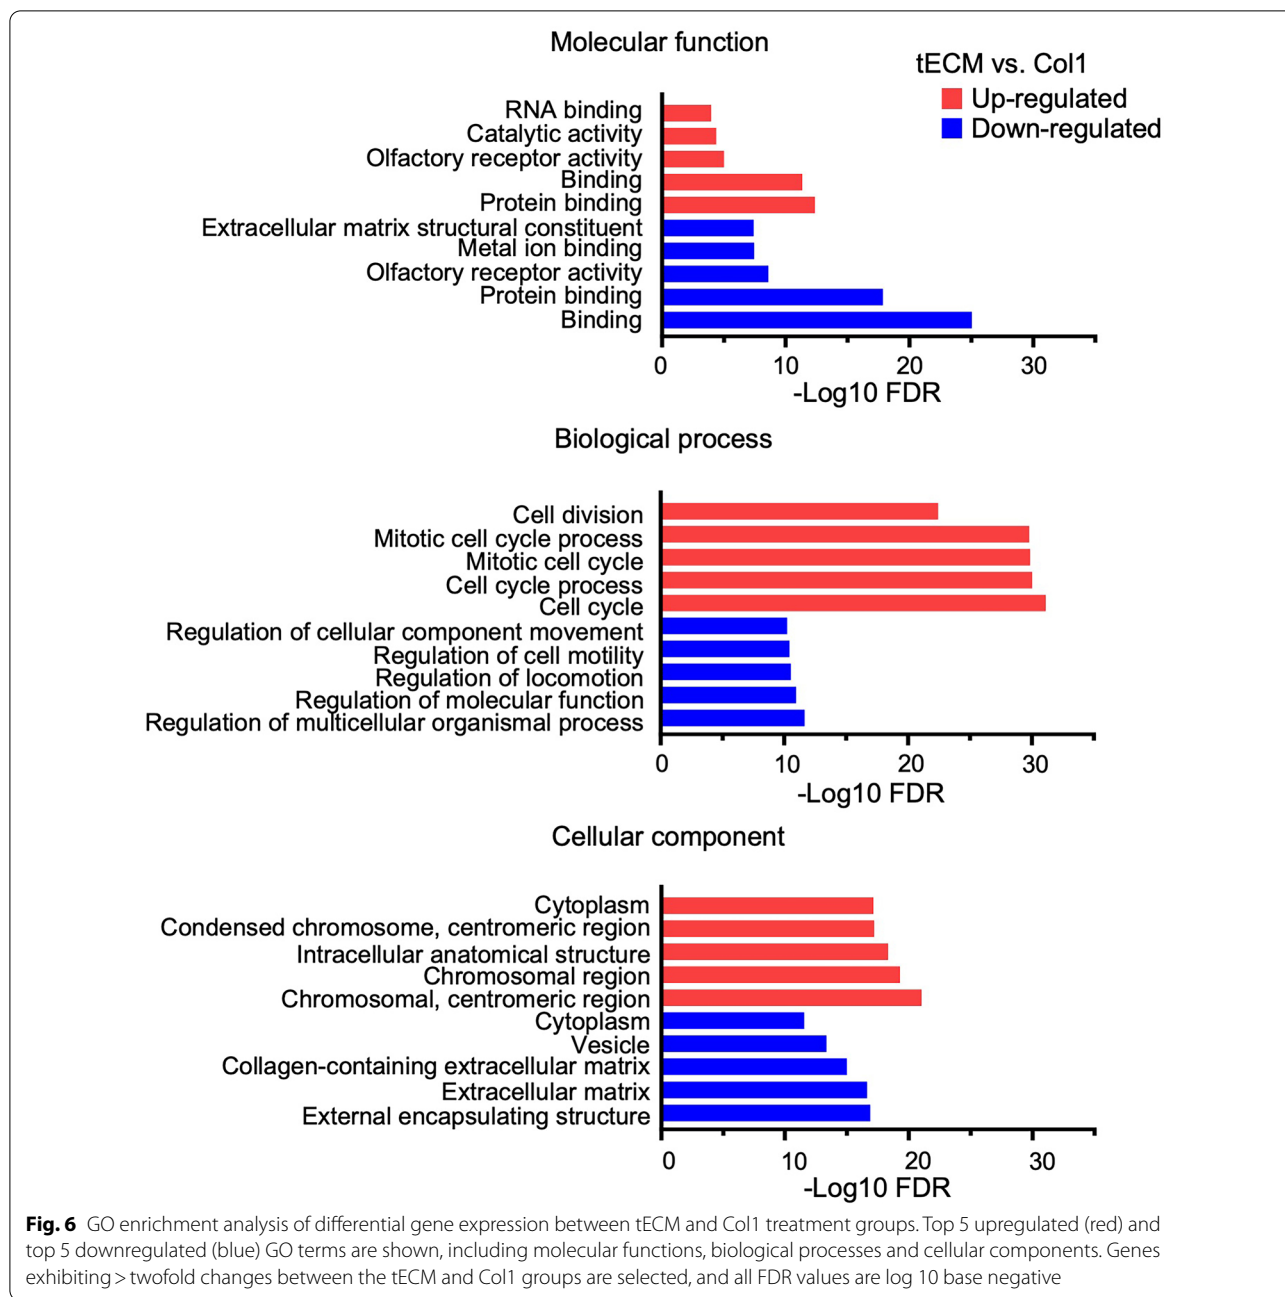 Molecular function
tECM vs. Col1
Up-regulated
Down-regulated
RNA binding
Catalytic activity
Olfactory receptor activity
Binding
Protein binding
Extracellular matrix structural constituent
Metal ion binding
Olfactory receptor activity
Protein binding
Binding
0 10 20 30
-Log10 FDR
Biological process
Cell division
Mitotic cell cycle process
Mitotic cell cycle
Cell cycle process
Cell cycle
Regulation of cellular component movement
Regulation of cell motility
Regulation of locomotion
Regulation of molecular function
Regulation of multicellular organismal process
0 10 20 30
-Log10 FDR
Cellular component
Cytoplasm
Condensed chromosome, centromeric region
Intracellular anatomical structure
Chromosomal region
Chromosomal, centromeric region
Cytoplasm
Vesicle
Collagen-containing extracellular matrix
Extracellular matrix
External encapsulating structure
0 10 20 30
-Log10 FDR
Fig. 6 GO enrichment analysis of differential gene expression between tECM and Col1 treatment groups. Top 5 upregulated (red) and
top 5 downregulated (blue) GO terms are shown, including molecular functions, biological processes and cellular components. Genes
exhibiting > twofold changes between the tECM and Col1 groups are selected, and all FDR values are log 10 base negative